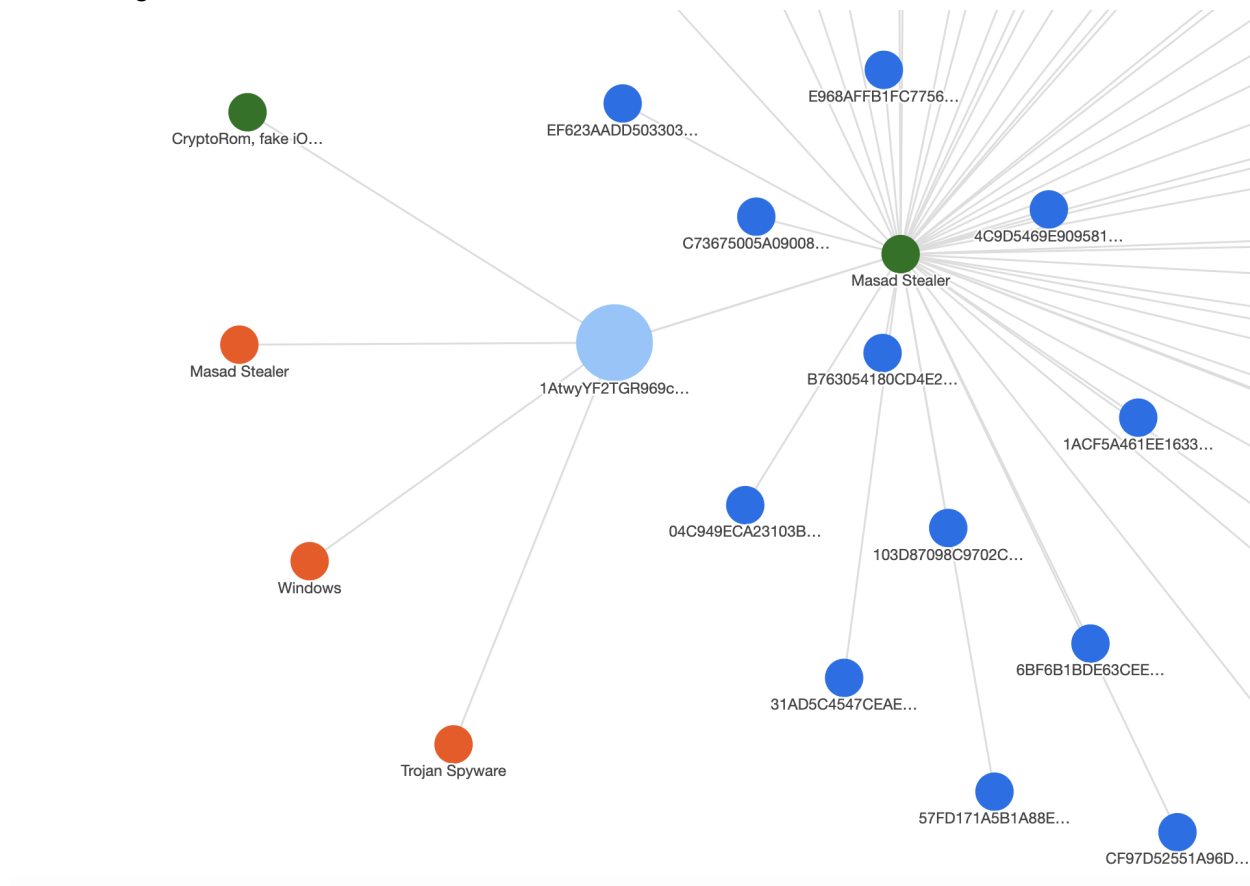 E968AFFB1FC7756...
EF623AADD503303...
CryptoRom, fake iO...
C73675005A09008...
4C9D5469E909581...
Masad Stealer
Masad Stealer
B763054180CD4E2...
1AtwyYF2TGR969c...
1ACF5A461EE1633...
04C949ECA23103B...
103D87098C9702C...
Windows
6BF6B1BDE63CEE...
31AD5C4547CEAE...
Trojan Spyware
57FD171A5B1A88E...
CF97D52551A96D...